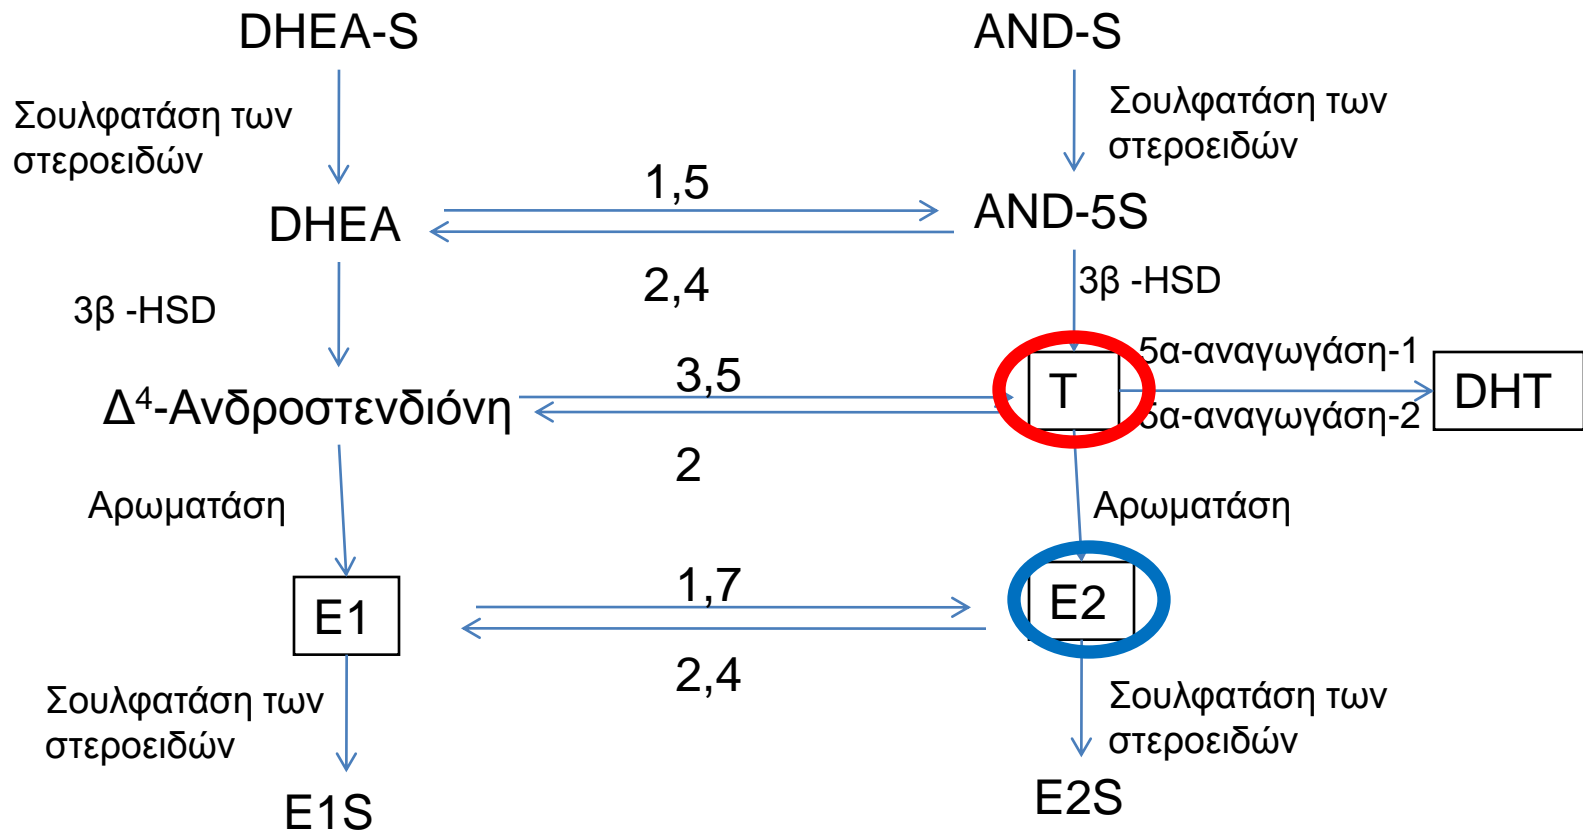 DHEA-S
AND-S
Σουλφατάση των
στεροειδών
Σουλφατάση των
στεροειδών
1,5
DHEA
AND-5S
2,4
3β -HSD
3β -HSD
5α-αναγωγάση-1
3,5
Τ
DHT
Δ⁴-Ανδροστενδιόνη
5α-αναγωγάση-2
2
Αρωματάση
Αρωματάση
1,7
E1
E2
2,4
Σουλφατάση των
στεροειδών
Σουλφατάση των
στεροειδών
E1S
E2S